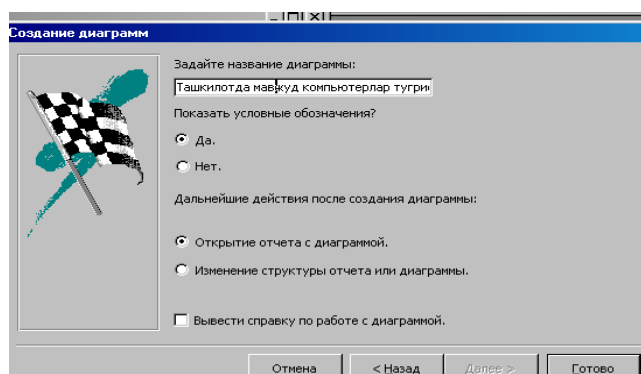 Создание диаграмм
Задайте название диаграммы:
Ташкилотда мавжуд компьютерлар тугри
Показать условные обозначения?
Да.
Нет.
Дальнейшие действия после создания диаграммы:
Открытие отчета с диаграммой.
Изменение структуры отчета или диаграммы.
Вывести справку по работе с диаграммой.
Отмена
< Назад
Далее >
Готово